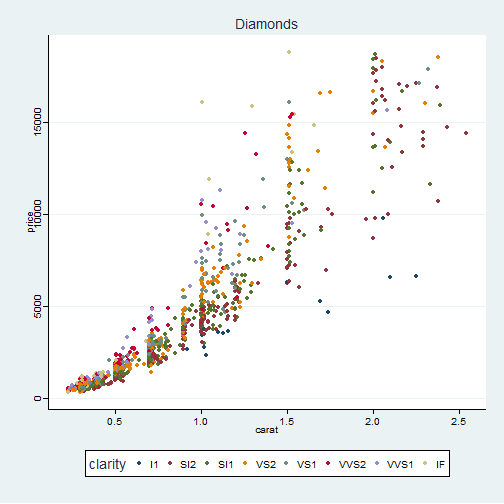 Diamonds
15000
10000
price
5000
0
0.5 1.0 1.5 2.0 2.5
carat
clarity I1 SI2 SI1 VS2 VS1 VVS2 VVS1 IF